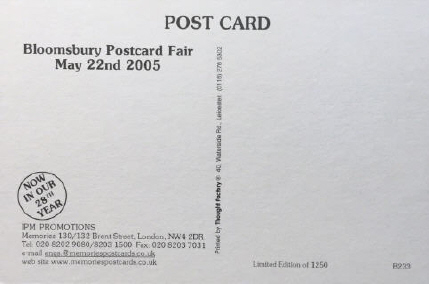 POST CARD
Bloomsbury Postcard Fair
May 22nd 2005
Printed by Thought Factory® 40, Waterside Rd., Leicester (0116) 276 5302
NOW
IN OUR
28TH
YEAR
IPM PROMOTIONS
Memories 130/132 Brent Street, London, NW4 2DR
Tel: 020 8202 9080/8203 1500 Fax: 020 8203 7031
e-mail
web site www.memoriespostcards.co.uk
Limited Edition of 1250
B239